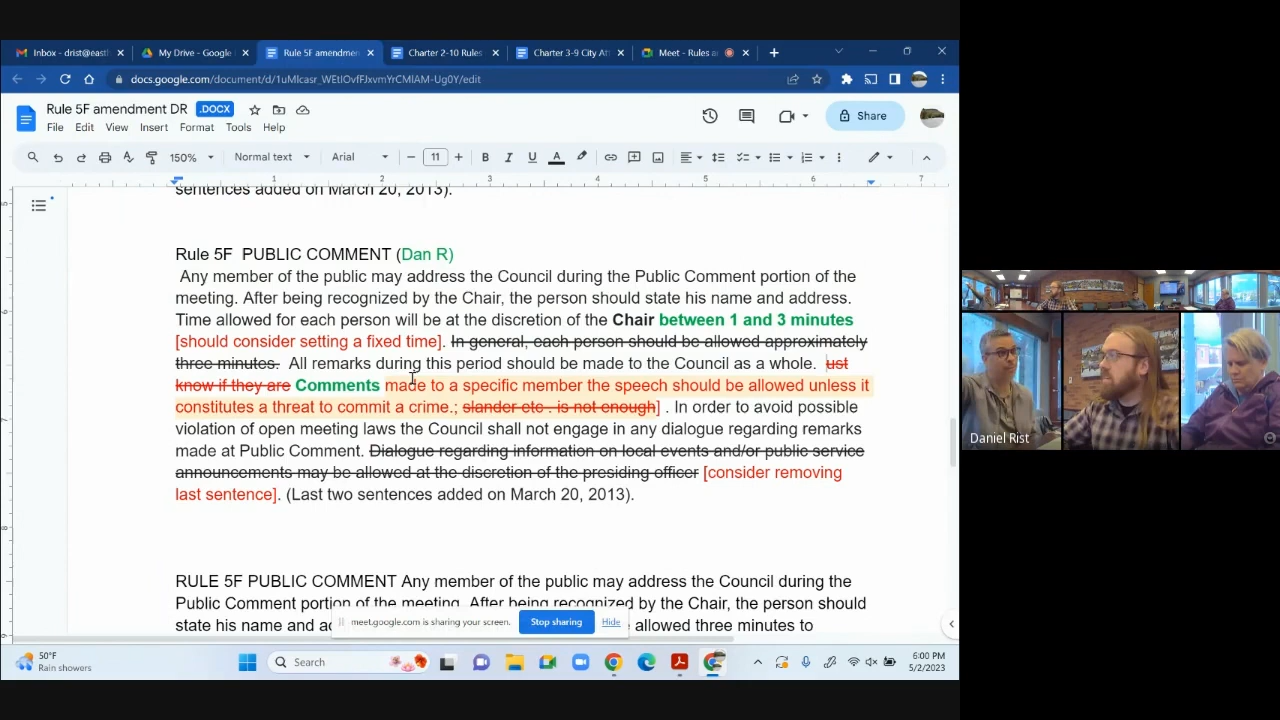 Inbox - drist@east
My Drive - Google
Rule 5F amendmen
Charter 2-10 Rules
Charter 3-9 City At
Meet - Rules a
docs.google.com/document/d/1uMlcasr_WEtIOvfFJxvmYrCMlAM-Ug0Y/edit
Rule 5F amendment DR .DOCX
File Edit View Insert Format Tools Help
Share
150% Normal text Arial 11
1 2 3 4 5 6 7
sentences added on March 20, 2013).
Rule 5F PUBLIC COMMENT (Dan R)
Any member of the public may address the Council during the Public Comment portion of the
meeting. After being recognized by the Chair, the person should state his name and address.
Time allowed for each person will be at the discretion of the Chair between 1 and 3 minutes
[should consider setting a fixed time]. In general, each person should be allowed approximately
three minutes. All remarks during this period should be made to the Council as a whole. ust
know if they are Comments made to a specific member the speech should be allowed unless it
constitutes a threat to commit a crime.; slander etc . is not enough] . In order to avoid possible
violation of open meeting laws the Council shall not engage in any dialogue regarding remarks
made at Public Comment. Dialogue regarding information on local events and/or public service
announcements may be allowed at the discretion of the presiding officer [consider removing
last sentence]. (Last two sentences added on March 20, 2013).
RULE 5F PUBLIC COMMENT Any member of the public may address the Council during the
Public Comment portion of the meeting. After being recognized by the Chair, the person should
state his name and allowed three minutes to
meet.google.com is sharing your screen. Stop sharing Hide
Daniel Rist
50°F
Rain showers
Search
6:00 PM
5/2/2023